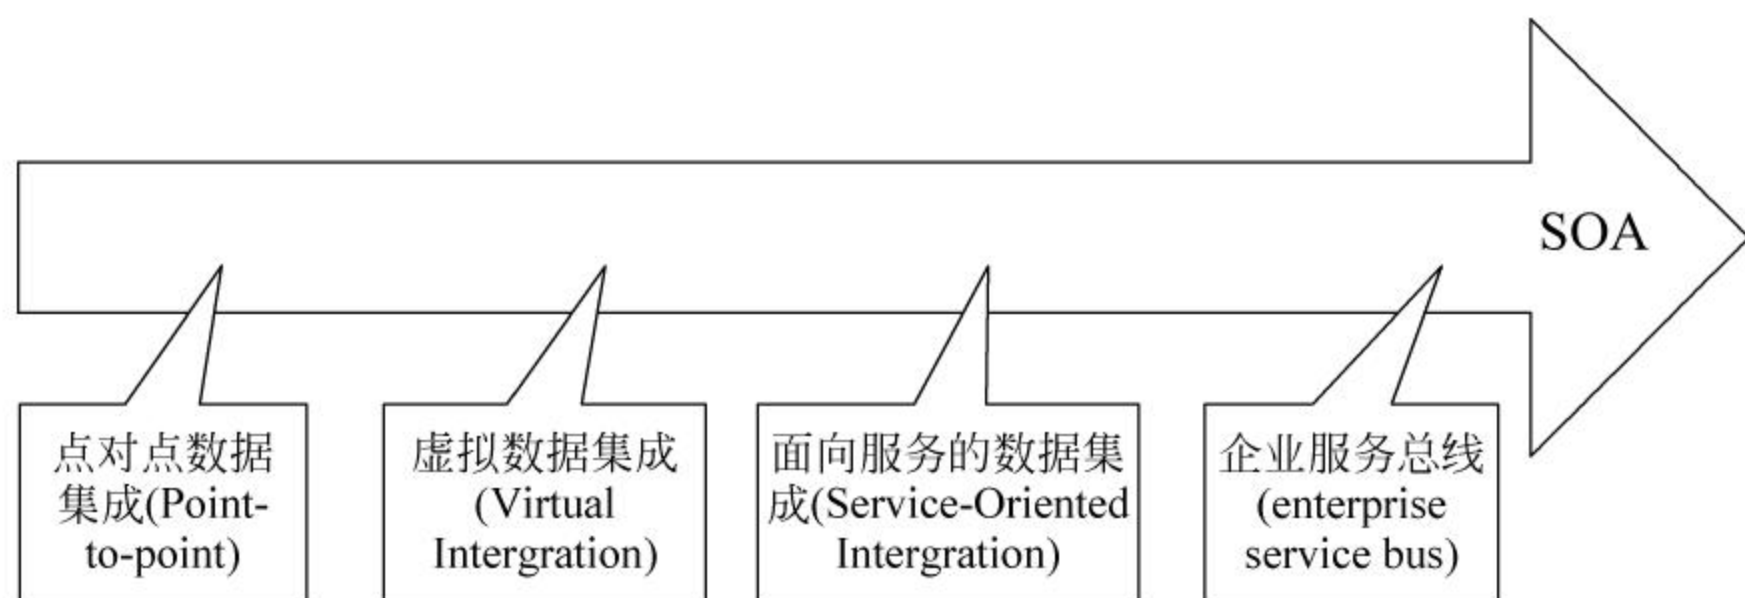 SOA
点对点数据
集成(Point-
to-point)
虚拟数据集成
(Virtual
Intergration)
面向服务的数据集
成(Service-Oriented
Intergration)
企业服务总线
(enterprise
service bus)